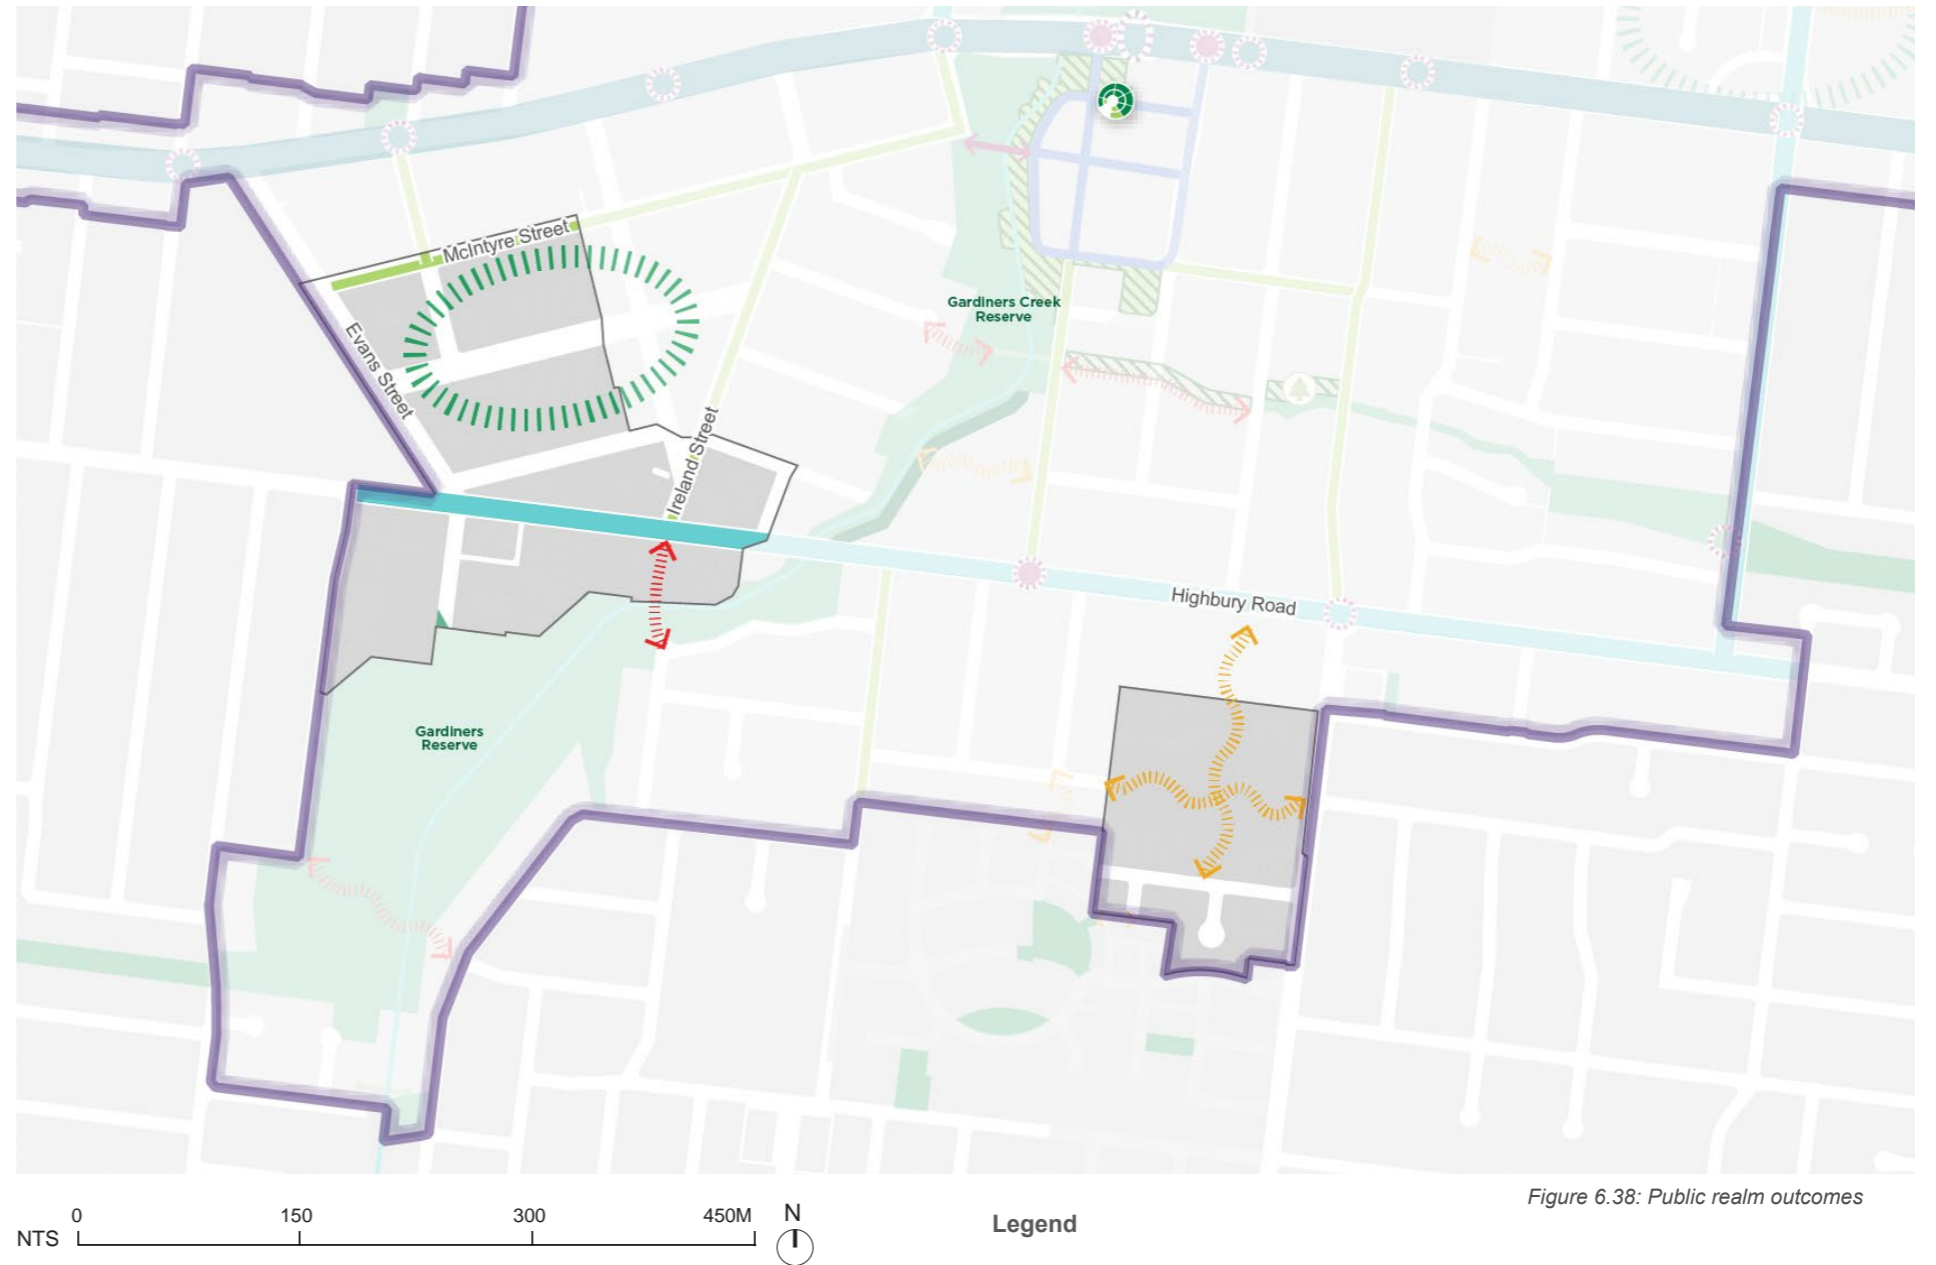 McIntyre Street
Evans Street
Ireland Street
Gardiners Creek
Reserve
Highbury Road
Gardiners
Reserve
Figure 6.38: Public realm outcomes
0 150 300 450M N
NTS
Legend